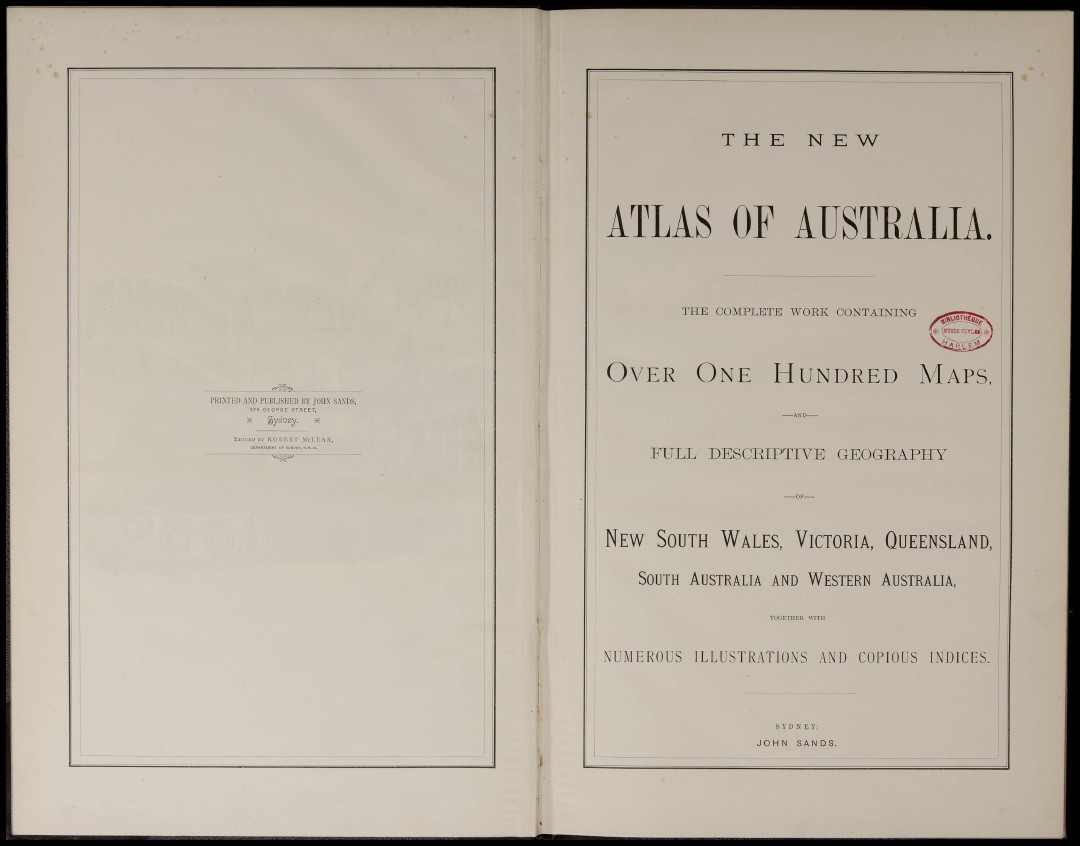 PRINTED AND PUBLISHED BY JOHN SANDS,
374 GEORGE STREET,
Sydney.
EDITED BY ROBERT McLEAN,
DEPARTMENT OF SURVEY, N.S.W.
THE NEW
ATLAS OF AUSTRALIA.
THE COMPLETE WORK CONTAINING
BIBLIOTHÈQUE
HARLEM
OVER ONE HUNDRED MAPS,
—AND—
FULL DESCRIPTIVE GEOGRAPHY
—OF—
NEW SOUTH WALES, VICTORIA, QUEENSLAND,
SOUTH AUSTRALIA AND WESTERN AUSTRALIA,
TOGETHER WITH
NUMEROUS ILLUSTRATIONS AND COPIOUS INDICES.
SYDNEY:
JOHN SANDS.